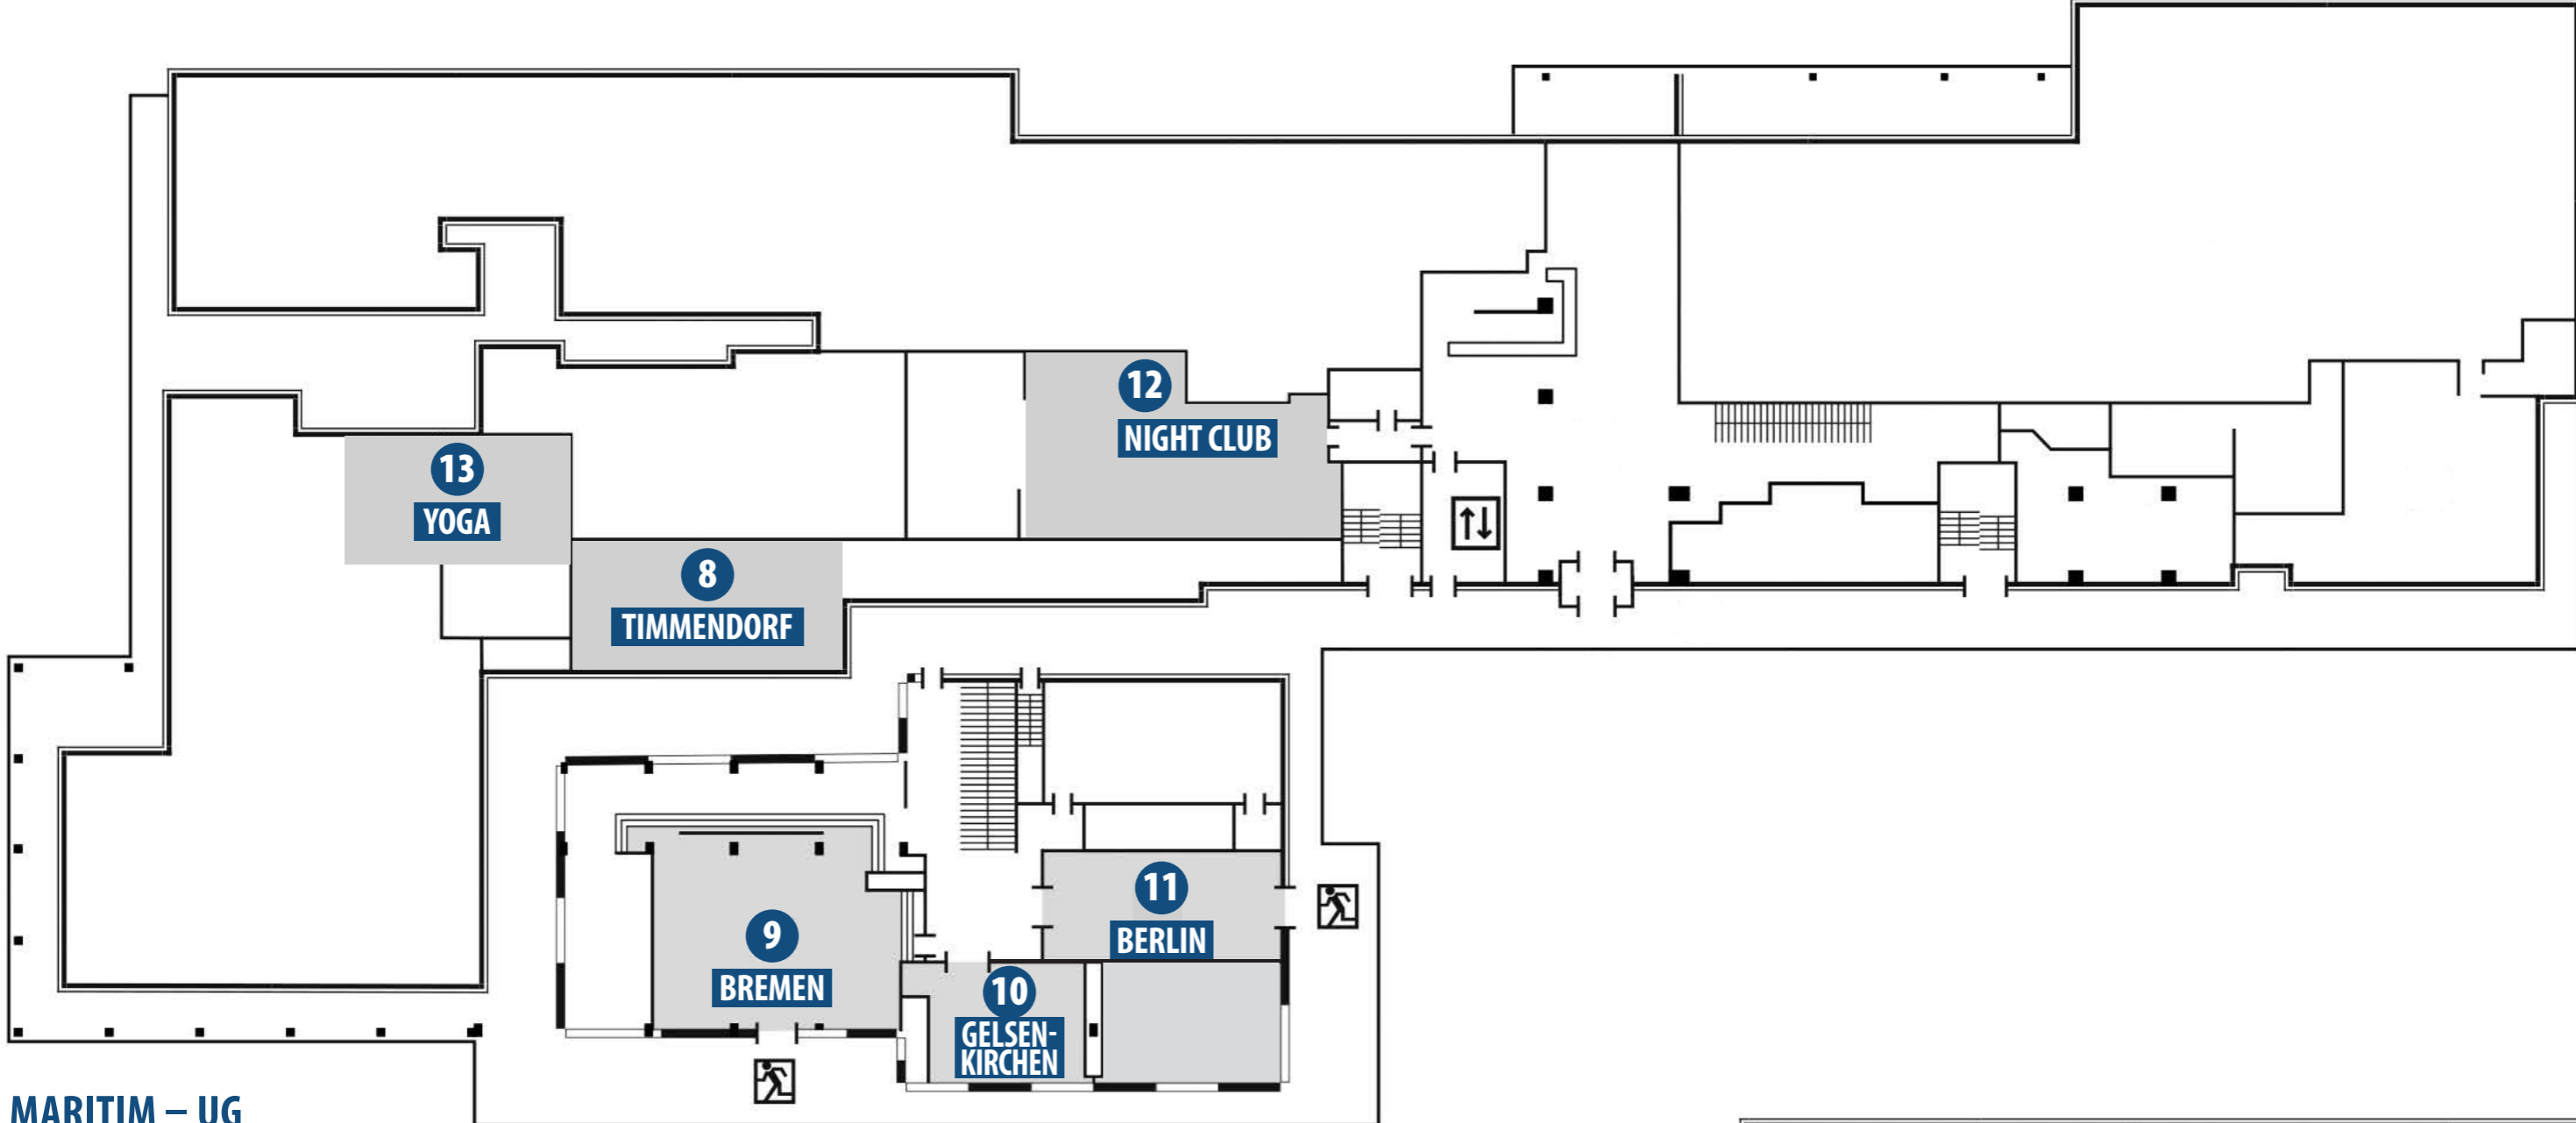 12
NIGHT CLUB
13
YOGA
8
TIMMENDORF
11
BERLIN
9
BREMEN
10
GELSEN-
KIRCHEN
MARITIM – UG